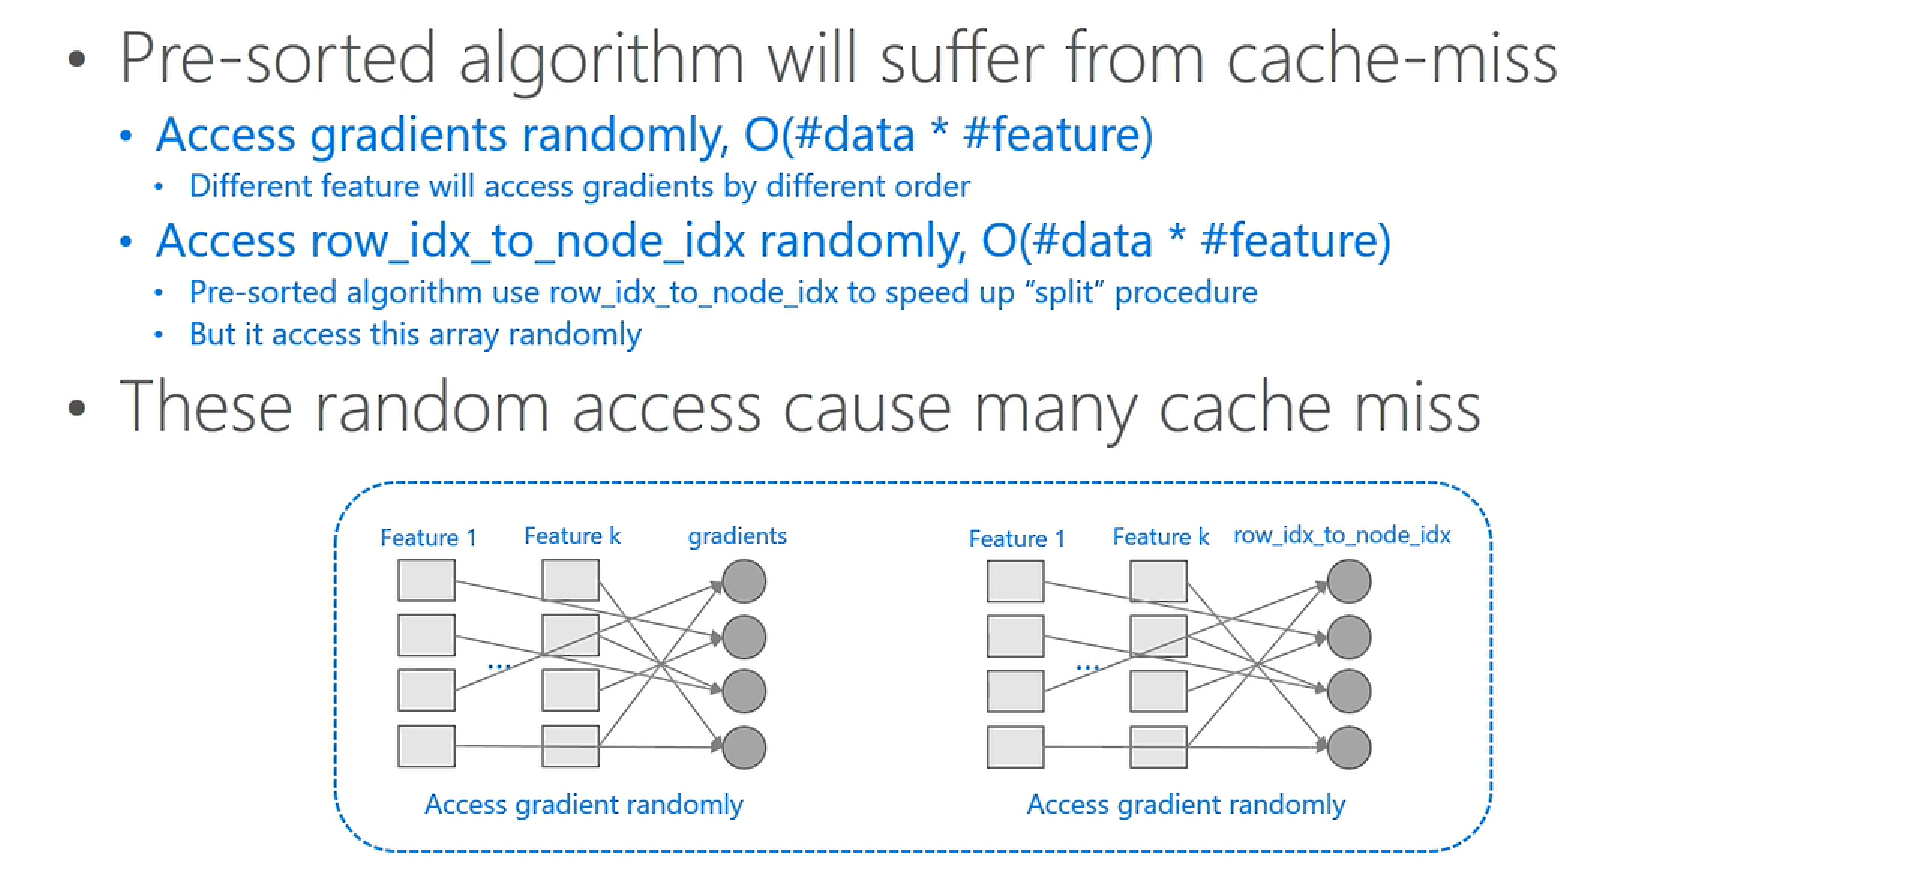 • Pre-sorted algorithm will suffer from cache-miss
• Access gradients randomly, O(#data * #feature)
• Different feature will access gradients by different order
• Access row_idx_to_node_idx randomly, O(#data * #feature)
• Pre-sorted algorithm use row_idx_to_node_idx to speed up “split” procedure
• But it access this array randomly
• These random access cause many cache miss
Feature 1 Feature k gradients
...
Access gradient randomly
Feature 1 Feature k row_idx_to_node_idx
...
Access gradient randomly